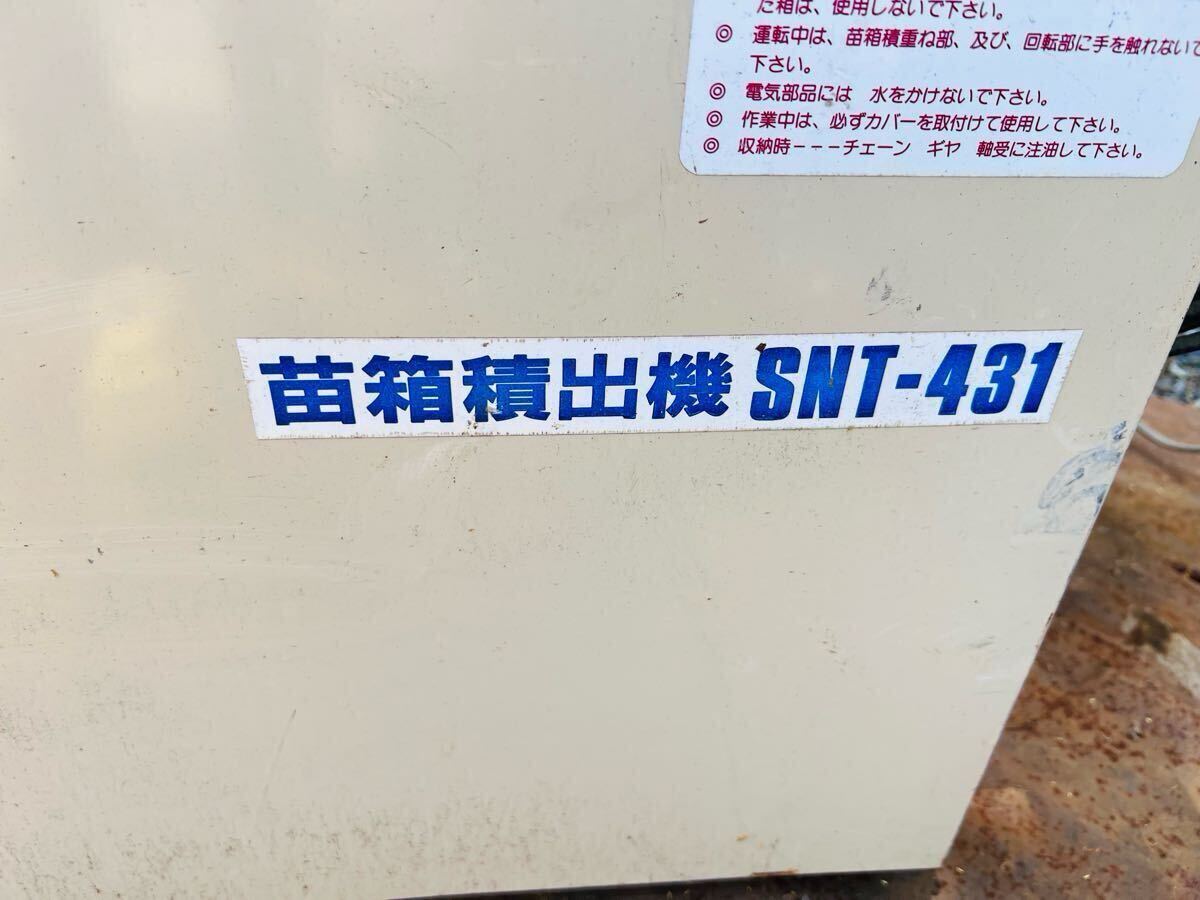 た箱は、使用しないで下さい。
◎ 運転中は、苗箱積重ね部、及び、回転部に手を触れないで
下さい。
◎ 電気部品には 水をかけないで下さい。
◎ 作業中は、必ずカバーを取付けて使用して下さい。
◎ 収納時ーーーチェーン ギヤ 軸受に注油して下さい。
苗箱積出機 SNT-431